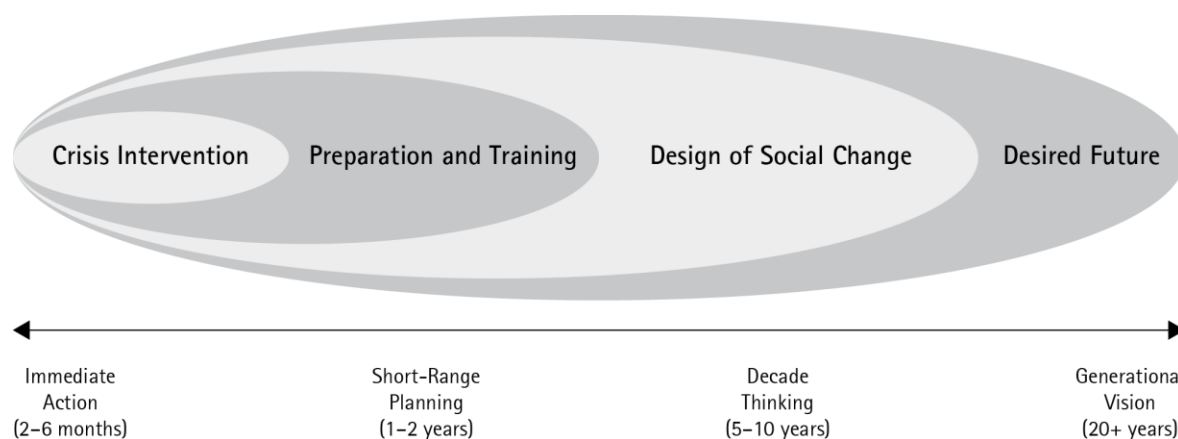 Crisis Intervention Preparation and Training Design of Social Change Desired Future
Immediate Short-Range Decade Generationa
Action Planning Thinking Vision
(2–6 months) (1–2 years) (5–10 years) (20+ years)